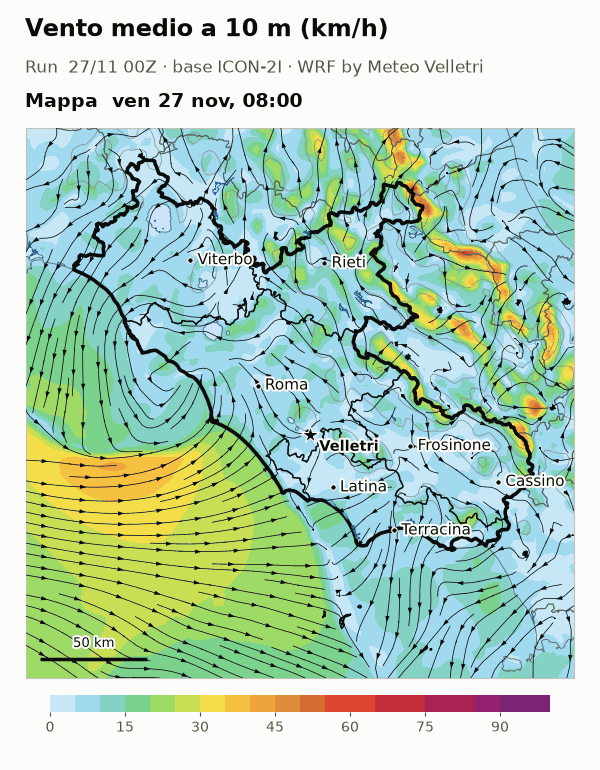 Vento medio a 10 m (km/h)
Run  27/11 00Z · base ICON-2I · WRF by Meteo Velletri
Mappa  ven 27 nov, 08:00
Viterbo
Rieti
Roma
Velletri
Frosinone
Latina
Cassino
Terracina
50 km
0 15 30 45 60 75 90